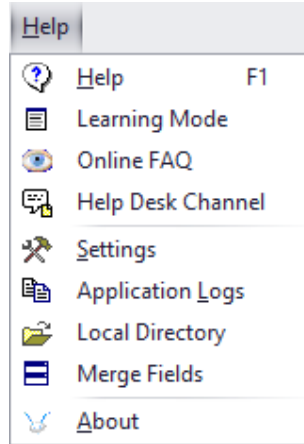 Help
Help F1
Learning Mode
Online FAQ
Help Desk Channel
Settings
Application Logs
Local Directory
Merge Fields
About